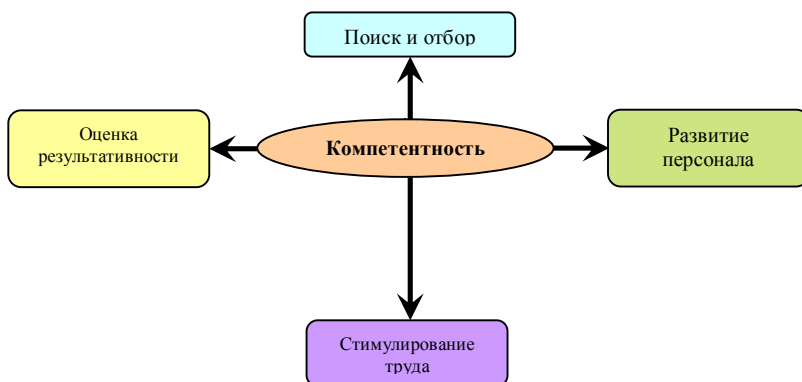 Поиск и отбор
Оценка
результативности
Компетентность
Развитие
персонала
Стимулирование
труда